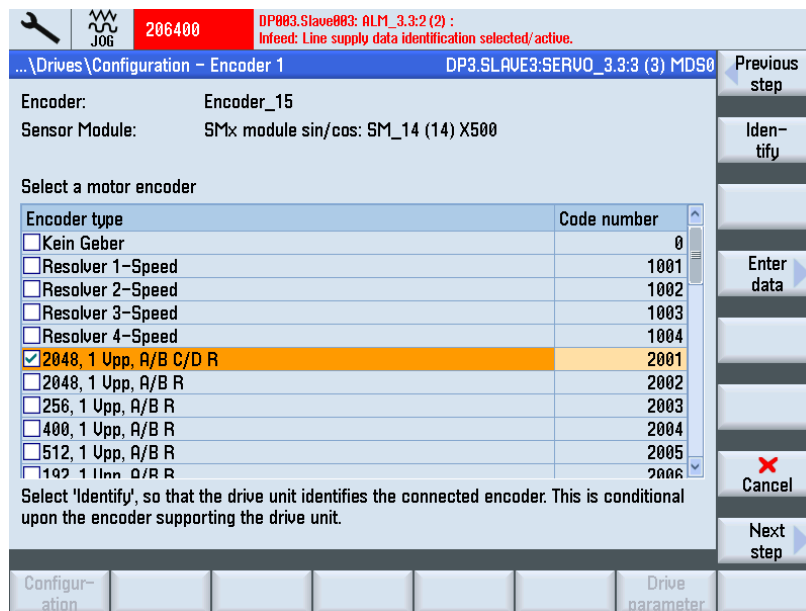 JOG
206400
DP003.Slave003: ALM_3.3:2 (2) :
Infeed: Line supply data identification selected/active.
...\Drives\Configuration – Encoder 1
DP3.SLAVE3:SERVO_3.3:3 (3) MDS0
Encoder:
Encoder_15
Sensor Module:
SMx module sin/cos: SM_14 (14) X500
Select a motor encoder
Encoder type
Code number
Kein Geber
0
Resolver 1-Speed
1001
Resolver 2-Speed
1002
Resolver 3-Speed
1003
Resolver 4-Speed
1004
2048, 1 Vpp, A/B C/D R
2001
2048, 1 Vpp, A/B R
2002
256, 1 Vpp, A/B R
2003
400, 1 Vpp, A/B R
2004
512, 1 Vpp, A/B R
2005
192, 1 Vpp, A/B R
2006
Select 'Identify', so that the drive unit identifies the connected encoder. This is conditional
upon the encoder supporting the drive unit.
Previous
step
Iden-
tify
Enter
data
Cancel
Next
step
Configur-
ation
Drive
parameter